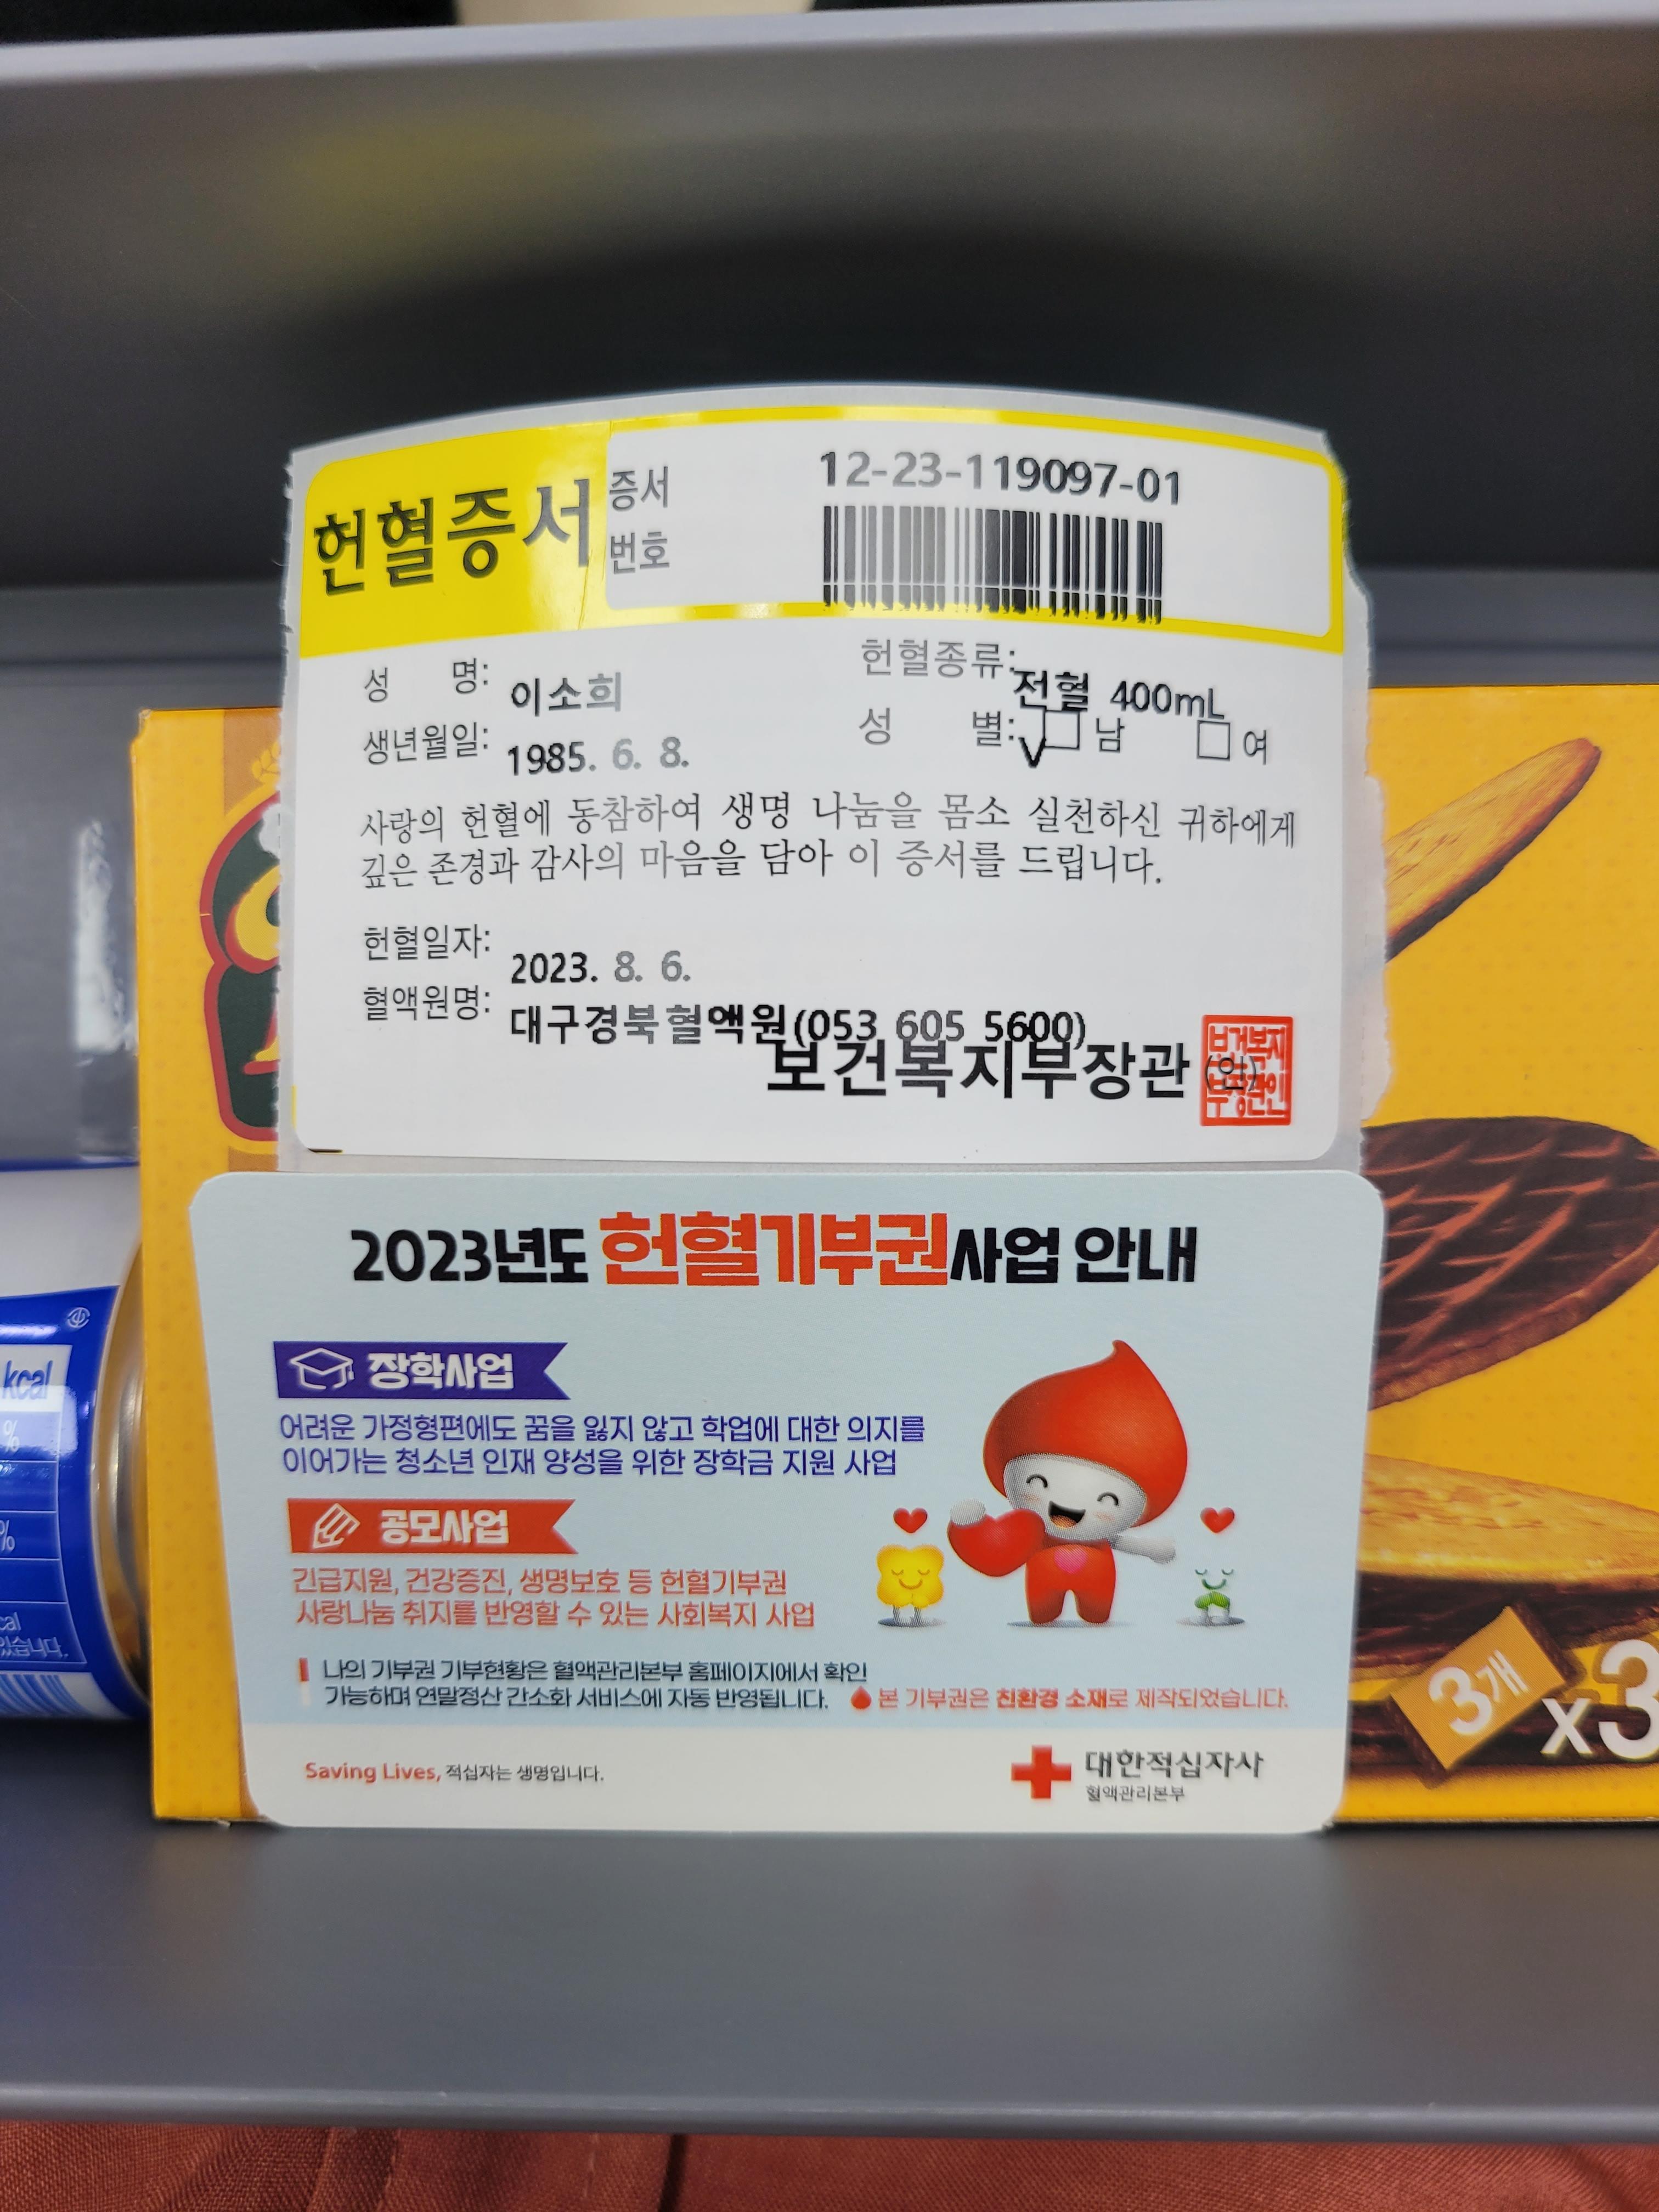 헌혈증서
증서
번호
12-23-119097-01
성 명: 이소희
헌혈종류: 전혈 400mL
생년월일: 1985. 6. 8.
성 별: V□ 남 □ 여
사랑의 헌혈에 동참하여 생명 나눔을 몸소 실천하신 귀하에게
깊은 존경과 감사의 마음을 담아 이 증서를 드립니다.
헌혈일자: 2023. 8. 6.
혈액원명: 대구경북혈액원(053 605 5600)
보건복지부장관 (인)
보건복지
부장관인
2023년도 헌혈기부권사업 안내
장학사업
어려운 가정형편에도 꿈을 잃지 않고 학업에 대한 의지를
이어가는 청소년 인재 양성을 위한 장학금 지원 사업
공모사업
긴급지원, 건강증진, 생명보호 등 헌혈기부권
사랑나눔 취지를 반영할 수 있는 사회복지 사업
나의 기부권 기부현황은 혈액관리본부 홈페이지에서 확인
가능하며 연말정산 간소화 서비스에 자동 반영됩니다.
본 기부권은 친환경 소재로 제작되었습니다.
Saving Lives, 적십자는 생명입니다.
대한적십자사
혈액관리본부
kcal
%
%
cal
있습니다.
3개 x3